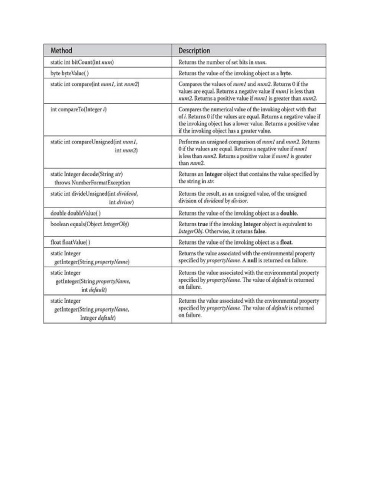 Method Description
static int bitCount(int num) Returns the number of set bits in num.
byte byteValue( ) Returns the value of the invoking object as a byte.
static int compare(int num1, int num2) Compares the values of num1 and num2. Returns 0 if the
values are equal. Returns a negative value if num1 is less than
num2. Returns a positive value if num1 is greater than num2.
int compareTo(Integer i) Compares the numerical value of the invoking object with that
of i. Returns 0 if the values are equal. Returns a negative value if
the invoking object has a lower value. Returns a positive value
if the invoking object has a greater value.
static int compareUnsigned(int num1, Performs an unsigned comparison of num1 and num2. Returns
int num2) 0 if the values are equal. Returns a negative value if num1
is less than num2. Returns a positive value if num1 is greater
than num2.
static Integer decode(String str) Returns an Integer object that contains the value specified by
throws NumberFormatException the string in str.
static int divideUnsigned(int dividend, Returns the result, as an unsigned value, of the unsigned
int divisor) division of dividend by divisor.
double doubleValue( ) Returns the value of the invoking object as a double.
boolean equals(Object IntegerObj) Returns true if the invoking Integer object is equivalent to
IntegerObj. Otherwise, it returns false.
float floatValue( ) Returns the value of the invoking object as a float.
static Integer Returns the value associated with the environmental property
getInteger(String propertyName) specified by propertyName. A null is returned on failure.
static Integer Returns the value associated with the environmental property
getInteger(String propertyName, specified by propertyName. The value of default is returned
int default) on failure.
static Integer Returns the value associated with the environmental property
getInteger(String propertyName, specified by propertyName. The value of default is returned
Integer default) on failure.